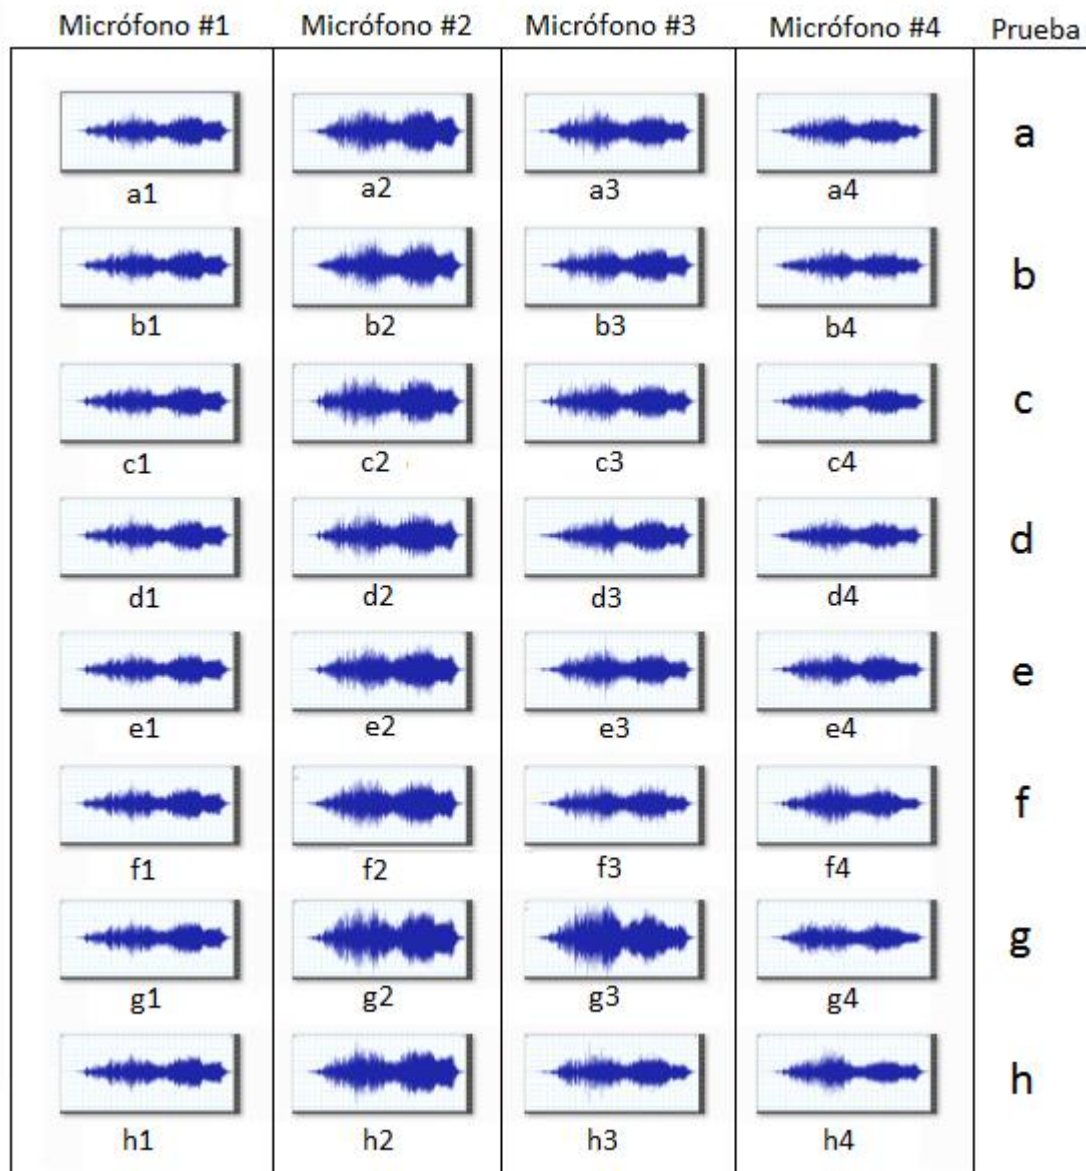 Micrófono #1 Micrófono #2 Micrófono #3 Micrófono #4 Prueba
a
a1 a2 a3 a4
b
b1 b2 b3 b4
c
c1 c2 c3 c4
d
d1 d2 d3 d4
e
e1 e2 e3 e4
f
f1 f2 f3 f4
g
g1 g2 g3 g4
h
h1 h2 h3 h4